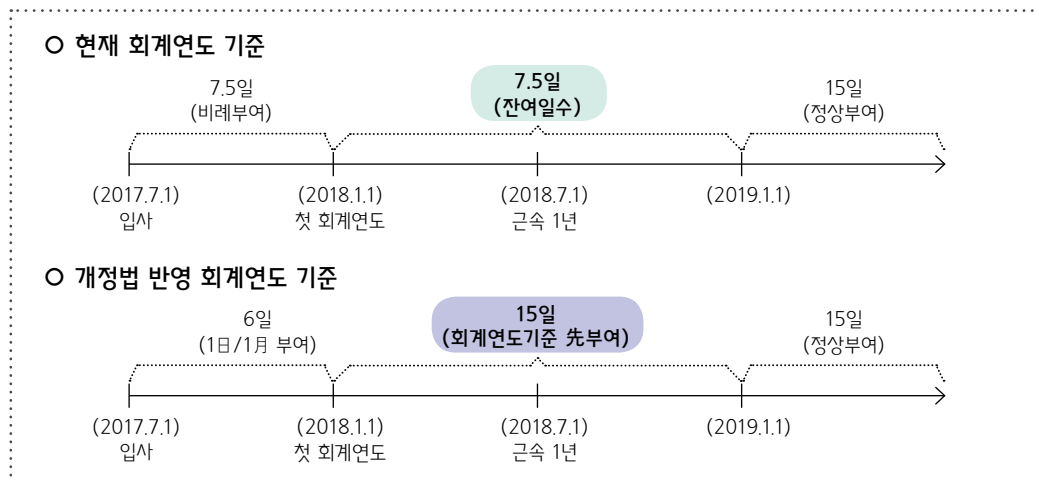 ○ 현재 회계연도 기준
7.5일
(비례부여)
7.5일
(잔여일수)
15일
(정상부여)
(2017.7.1)
입사
(2018.1.1)
첫 회계연도
(2018.7.1)
근속 1년
(2019.1.1)
○ 개정법 반영 회계연도 기준
6일
(1日/1月 부여)
15일
(회계연도기준 先부여)
15일
(정상부여)
(2017.7.1)
입사
(2018.1.1)
첫 회계연도
(2018.7.1)
근속 1년
(2019.1.1)